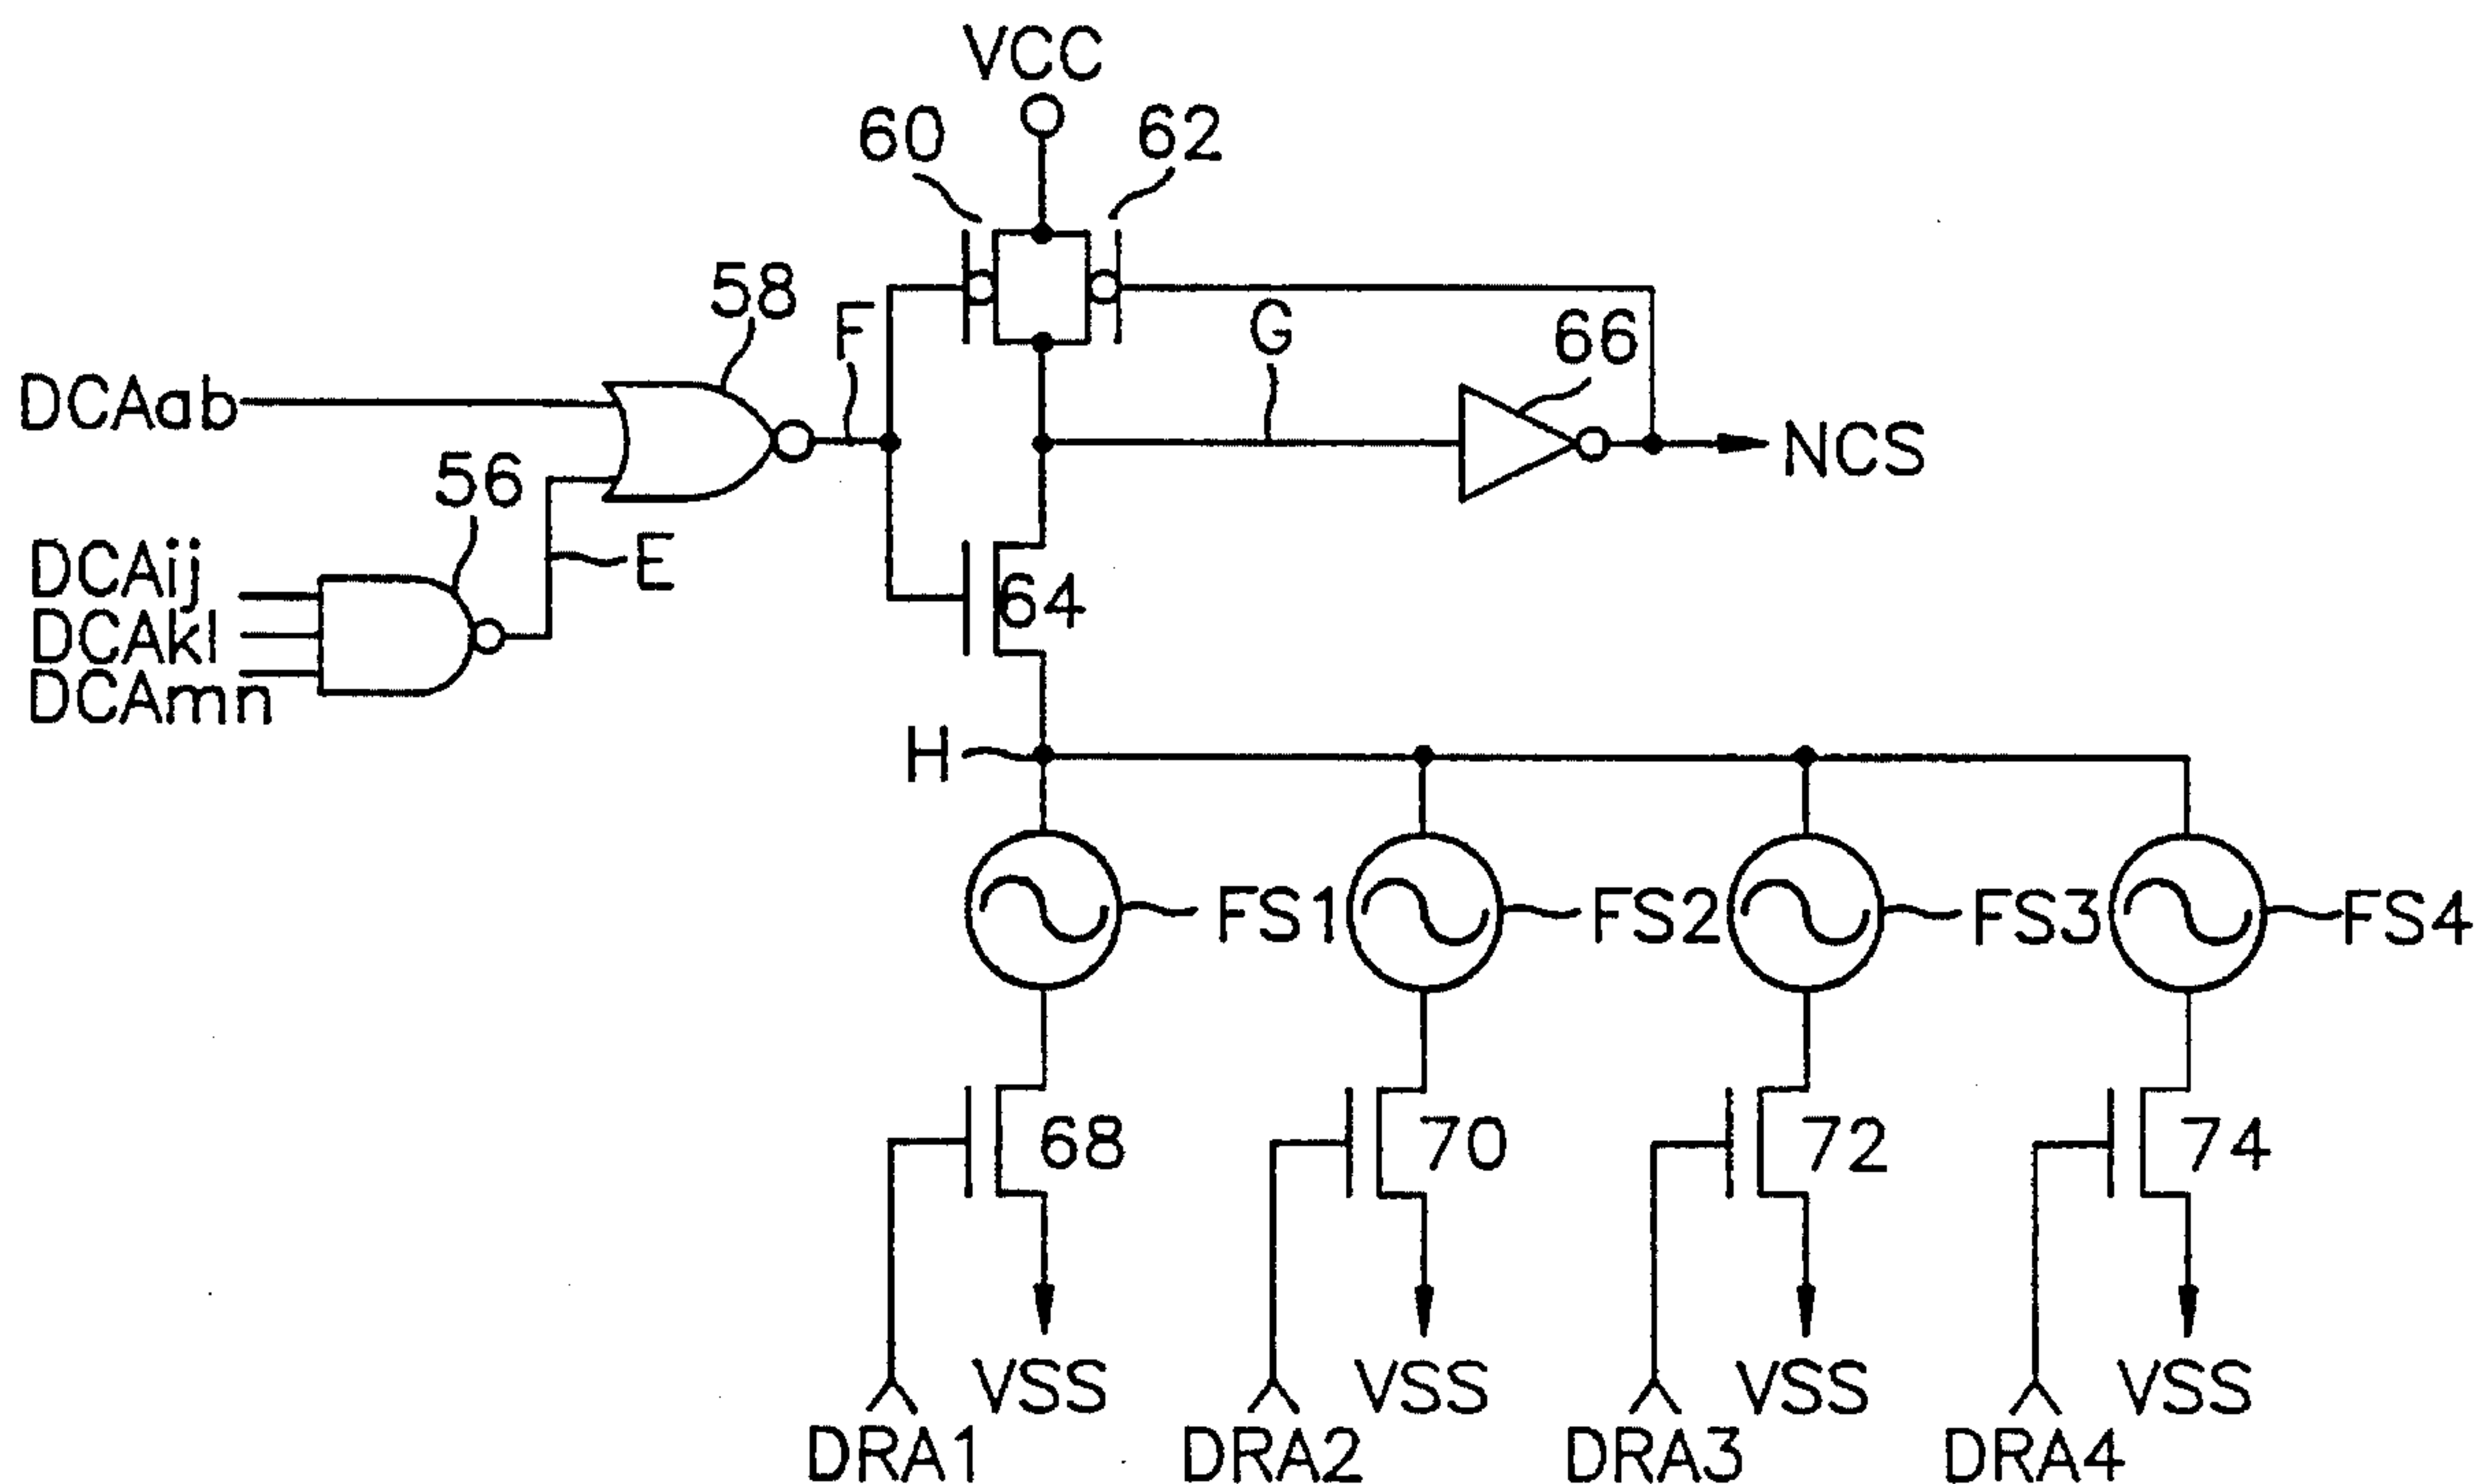 VCC
60
62
58
F
G
66
DCAab
NCS
56
E
DCAij
DCAkl
DCAmn
64
H
FS1
FS2
FS3
FS4
68
70
72
74
VSS
VSS
VSS
VSS
DRA1
DRA2
DRA3
DRA4